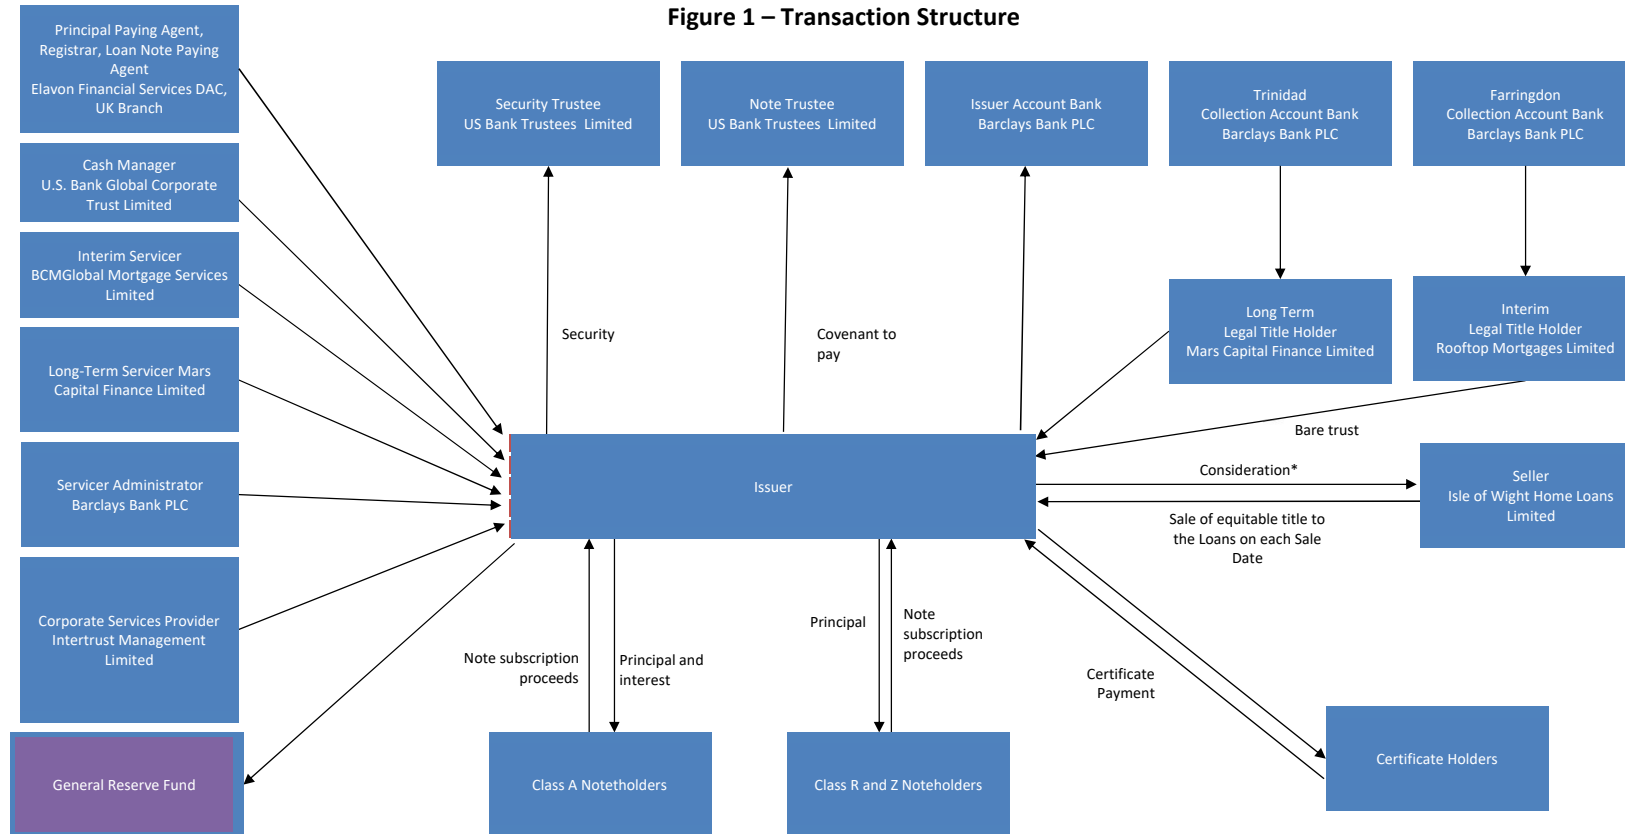 Figure 1 – Transaction Structure
Principal Paying Agent,
Registrar, Loan Note Paying
Agent
Elavon Financial Services DAC,
UK Branch
Security Trustee
US Bank Trustees  Limited
Note Trustee
US Bank Trustees  Limited
Issuer Account Bank
Barclays Bank PLC
Trinidad
Collection Account Bank
Barclays Bank PLC
Farringdon
Collection Account Bank
Barclays Bank PLC
Cash Manager
U.S. Bank Global Corporate
Trust Limited
Interim Servicer
BCMGlobal Mortgage Services
Limited
Long Term
Legal Title Holder
Mars Capital Finance Limited
Interim
Legal Title Holder
Rooftop Mortgages Limited
Security
Covenant to
pay
Long-Term Servicer Mars
Capital Finance Limited
Bare trust
Servicer Administrator
Barclays Bank PLC
Issuer
Consideration*
Seller
Isle of Wight Home Loans
Limited
Sale of equitable title to
the Loans on each Sale
Date
Corporate Services Provider
Intertrust Management
Limited
Note subscription
proceeds
Principal and
interest
Principal
Note
subscription
proceeds
Certificate
Payment
General Reserve Fund
Class A Notetholders
Class R and Z Noteholders
Certificate Holders